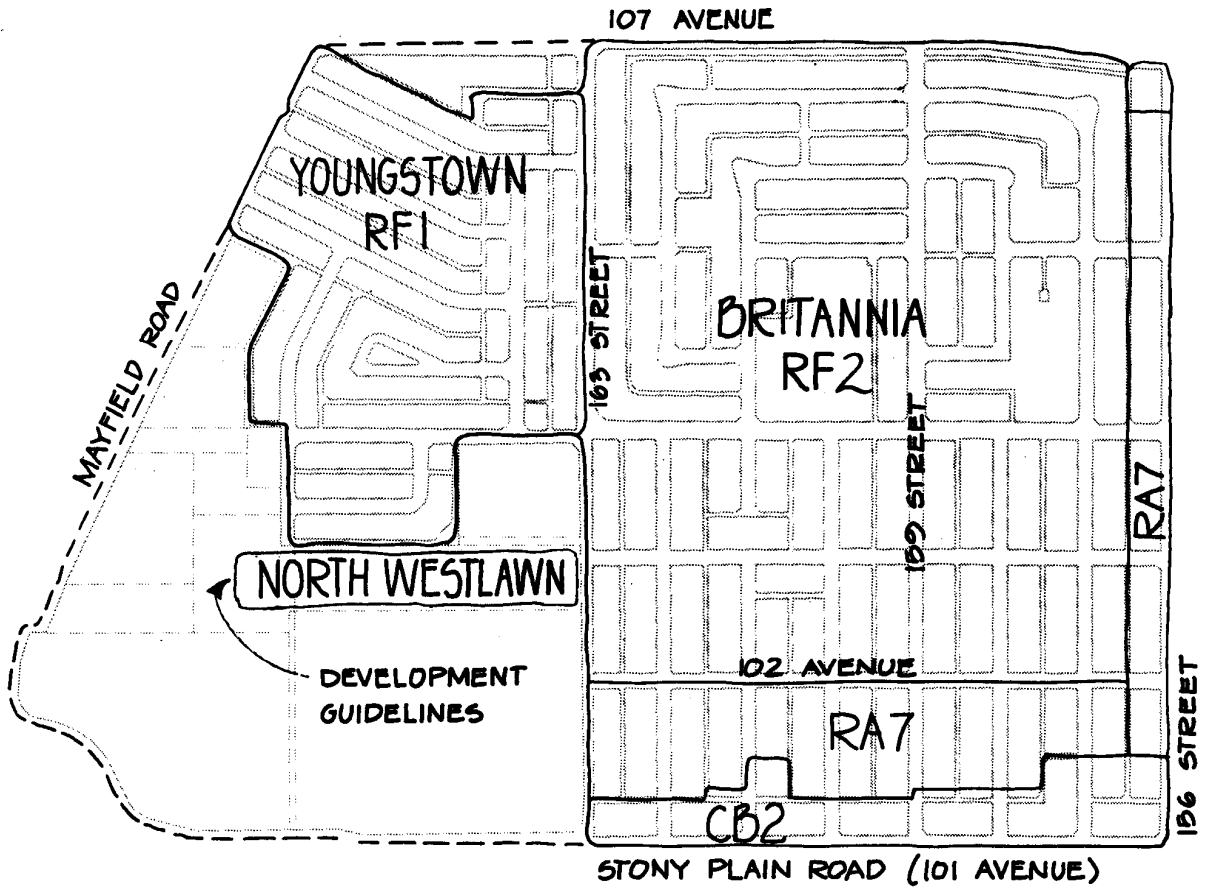 107 AVENUE
YOUNGSTOWN
RF1
163 STREET
BRITANNIA
RF2
MAYFIELD ROAD
159 STREET
RA7
NORTH WESTLAWN
DEVELOPMENT
GUIDELINES
102 AVENUE
RA7
156 STREET
CB2
STONY PLAIN ROAD (101 AVENUE)